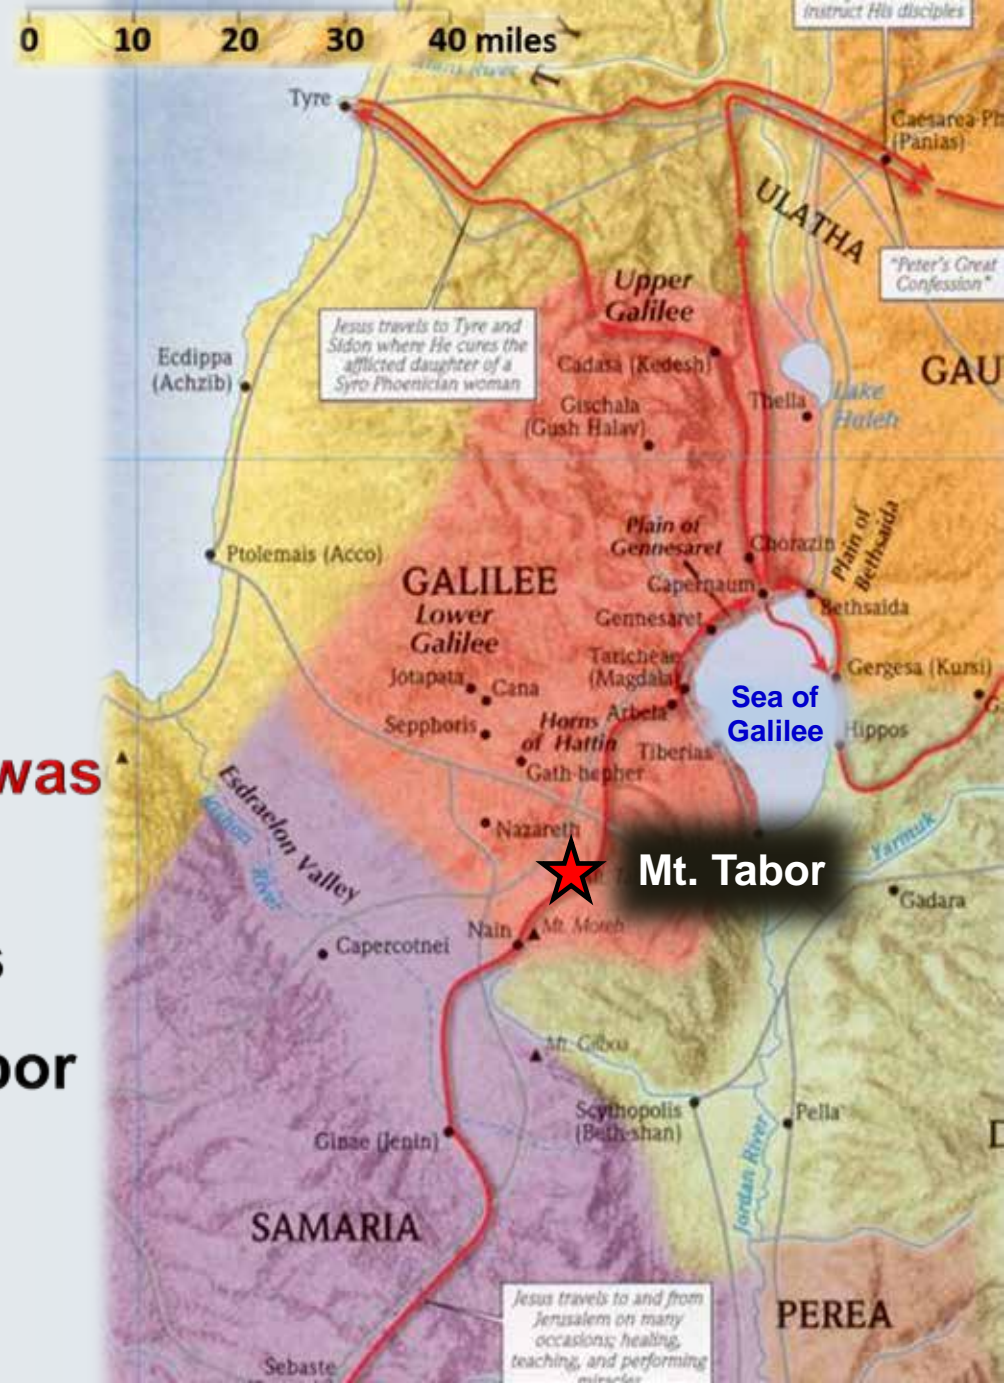 0 10 20 30 40 miles
instruct His disciples
Tyre
Caesarea-Ph
(Panias)
ULATHA
"Peter's Great
Confession"
Upper
Galilee
Jesus travels to Tyre and
Sidon where He cures the
afflicted daughter of a
Syro Phoenician woman
Ecdippa
(Achzib)
Cadasa (Kedesh)
GAU
Thella
Lake
Huleh
Gischala
(Gush Halav)
Plain of
Gennesaret
Chorazin
Plain of
Bethsaida
Ptolemais (Acco)
GALILEE
Lower
Galilee
Capernaum
Bethsaida
Gennesaret
Taricheae
(Magdala)
Gergesa (Kursi)
Jotapata
Cana
Sea of
Galilee
Arbela
Sepphoris
Horns
of Hattin
Tiberias
Hippos
G
Gath-hepher
was
Esdraelon Valley
Kishon
River
Nazareth
Mt. Tabor
Yarmuk
Gadara
Nain
Mt. Moreh
Capercotnei
s
bor
Mt. Gilboa
Scythopolis
(Beth-shan)
Pella
Ginae (Jenin)
Jordan River
D
SAMARIA
Jesus travels to and from
Jerusalem on many
occasions; healing,
teaching, and performing
miracles
PEREA
Sebaste